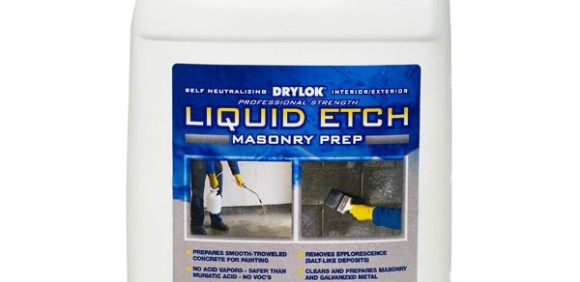 SELF NEUTRALIZING DRYLOK INTERIOR/EXTERIOR
PROFESSIONAL STRENGTH
LIQUID ETCH
MASONRY PREP
PREPARES SMOOTH-TROWELED
CONCRETE FOR PAINTING
NO ACID VAPORS - SAFER THAN
MURIATIC ACID - NO VOC'S
REMOVES EFFLORESCENCE
(SALT-LIKE DEPOSITS)
CLEANS AND PREPARES MASONRY
AND GALVANIZED METAL